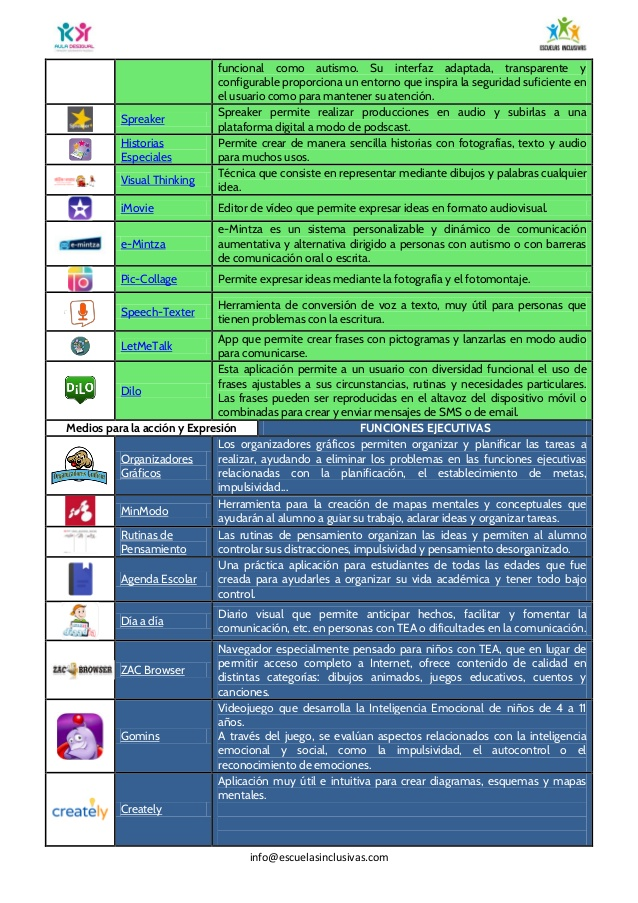 AULA DESIGUAL
ESCUELAS INCLUSIVAS
funcional como autismo. Su interfaz adaptada, transparente y
configurable proporciona un entorno que inspira la seguridad suficiente en
el usuario como para mantener su atención.
Spreaker
Spreaker permite realizar producciones en audio y subirlas a una
plataforma digital a modo de podscast.
Historias
Especiales
Permite crear de manera sencilla historias con fotografías, texto y audio
para muchos usos.
Visual Thinking
Técnica que consiste en representar mediante dibujos y palabras cualquier
idea.
iMovie
Editor de vídeo que permite expresar ideas en formato audiovisual.
e-mintza
e-Mintza
e-Mintza es un sistema personalizable y dinámico de comunicación
aumentativa y alternativa dirigido a personas con autismo o con barreras
de comunicación oral o escrita.
Pic-Collage
Permite expresar ideas mediante la fotografía y el fotomontaje.
Speech-Texter
Herramienta de conversión de voz a texto, muy útil para personas que
tienen problemas con la escritura.
LetMeTalk
App que permite crear frases con pictogramas y lanzarlas en modo audio
para comunicarse.
DiLO
Dilo
Esta aplicación permite a un usuario con diversidad funcional el uso de
frases ajustables a sus circunstancias, rutinas y necesidades particulares.
Las frases pueden ser reproducidas en el altavoz del dispositivo móvil o
combinadas para crear y enviar mensajes de SMS o de email.
Medios para la acción y Expresión
FUNCIONES EJECUTIVAS
Organizadores
Gráficos
Los organizadores gráficos permiten organizar y planificar las tareas a
realizar, ayudando a eliminar los problemas en las funciones ejecutivas
relacionadas con la planificación, el establecimiento de metas,
impulsividad...
MinModo
Herramienta para la creación de mapas mentales y conceptuales que
ayudarán al alumno a guiar su trabajo, aclarar ideas y organizar tareas.
Rutinas de
Pensamiento
Las rutinas de pensamiento organizan las ideas y permiten al alumno
controlar sus distracciones, impulsividad y pensamiento desorganizado.
Agenda Escolar
Una práctica aplicación para estudiantes de todas las edades que fue
creada para ayudarles a organizar su vida académica y tener todo bajo
control.
Día a día
Diario visual que permite anticipar hechos, facilitar y fomentar la
comunicación, etc. en personas con TEA o dificultades en la comunicación.
ZAC BROWSER
ZAC Browser
Navegador especialmente pensado para niños con TEA, que en lugar de
permitir acceso completo a Internet, ofrece contenido de calidad en
distintas categorías: dibujos animados, juegos educativos, cuentos y
canciones.
Gomins
Videojuego que desarrolla la Inteligencia Emocional de niños de 4 a 11
años.
A través del juego, se evalúan aspectos relacionados con la inteligencia
emocional y social, como la impulsividad, el autocontrol o el
reconocimiento de emociones.
creately
Creately
Aplicación muy útil e intuitiva para crear diagramas, esquemas y mapas
mentales.
info@escuelasinclusivas.com